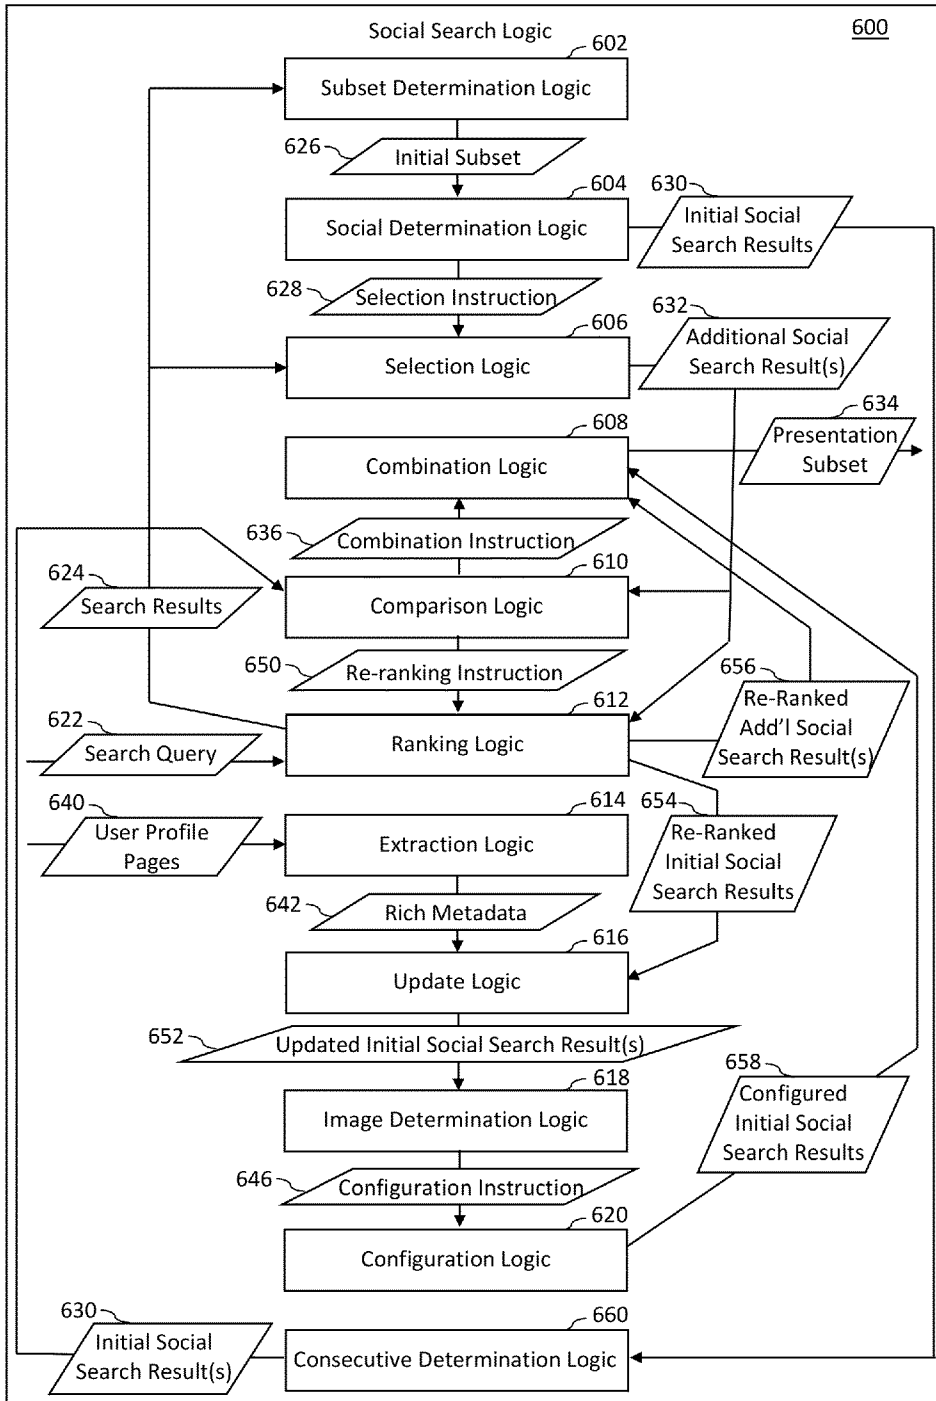 Social Search Logic
600
602
Subset Determination Logic
626
Initial Subset
604
Social Determination Logic
630
Initial Social
Search Results
628
Selection Instruction
606
Selection Logic
632
Additional Social
Search Result(s)
608
Combination Logic
634
Presentation
Subset
636
Combination Instruction
624
Search Results
610
Comparison Logic
650
Re-ranking Instruction
656
Re-Ranked
Add'l Social
Search Result(s)
622
Search Query
612
Ranking Logic
640
User Profile
Pages
614
Extraction Logic
654
Re-Ranked
Initial Social
Search Results
642
Rich Metadata
616
Update Logic
652
Updated Initial Social Search Result(s)
618
Image Determination Logic
658
Configured
Initial Social
Search Results
646
Configuration Instruction
620
Configuration Logic
630
Initial Social
Search Result(s)
660
Consecutive Determination Logic